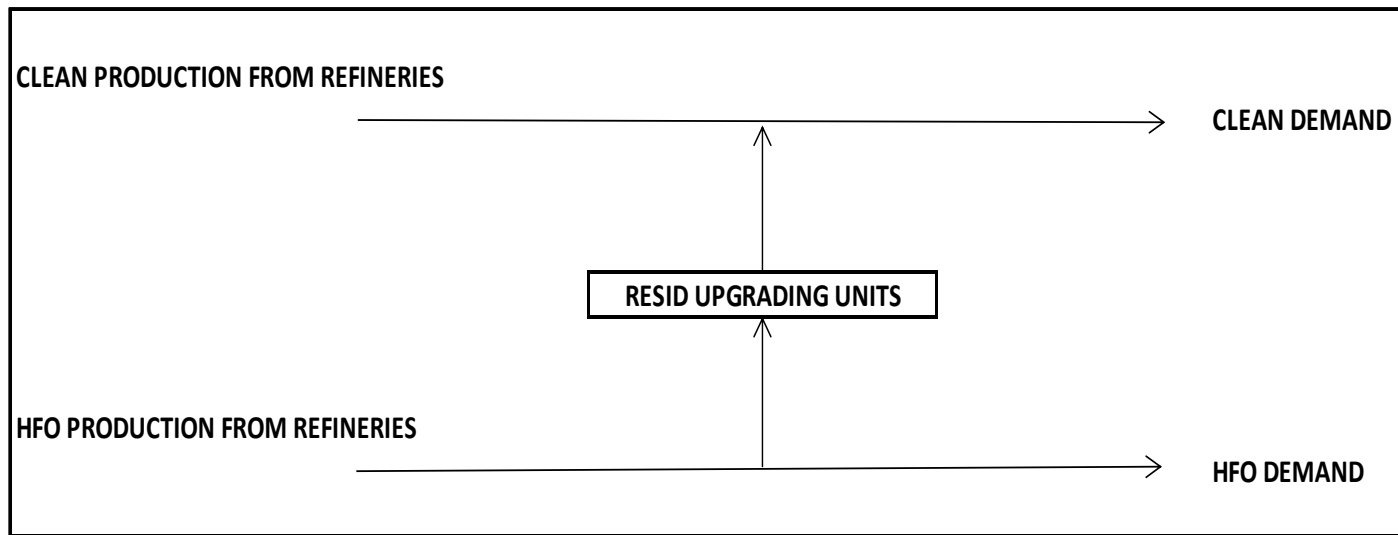 CLEAN PRODUCTION FROM REFINERIES
CLEAN DEMAND
RESID UPGRADING UNITS
HFO PRODUCTION FROM REFINERIES
HFO DEMAND